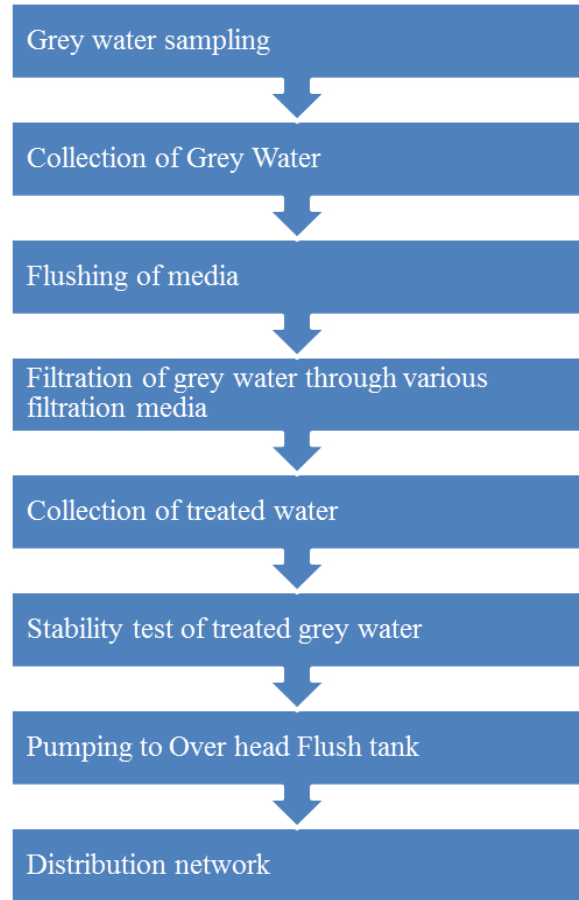 Grey water sampling
Collection of Grey Water
Flushing of media
Filtration of grey water through various
filtration media
Collection of treated water
Stability test of treated grey water
Pumping to Over head Flush tank
Distribution network